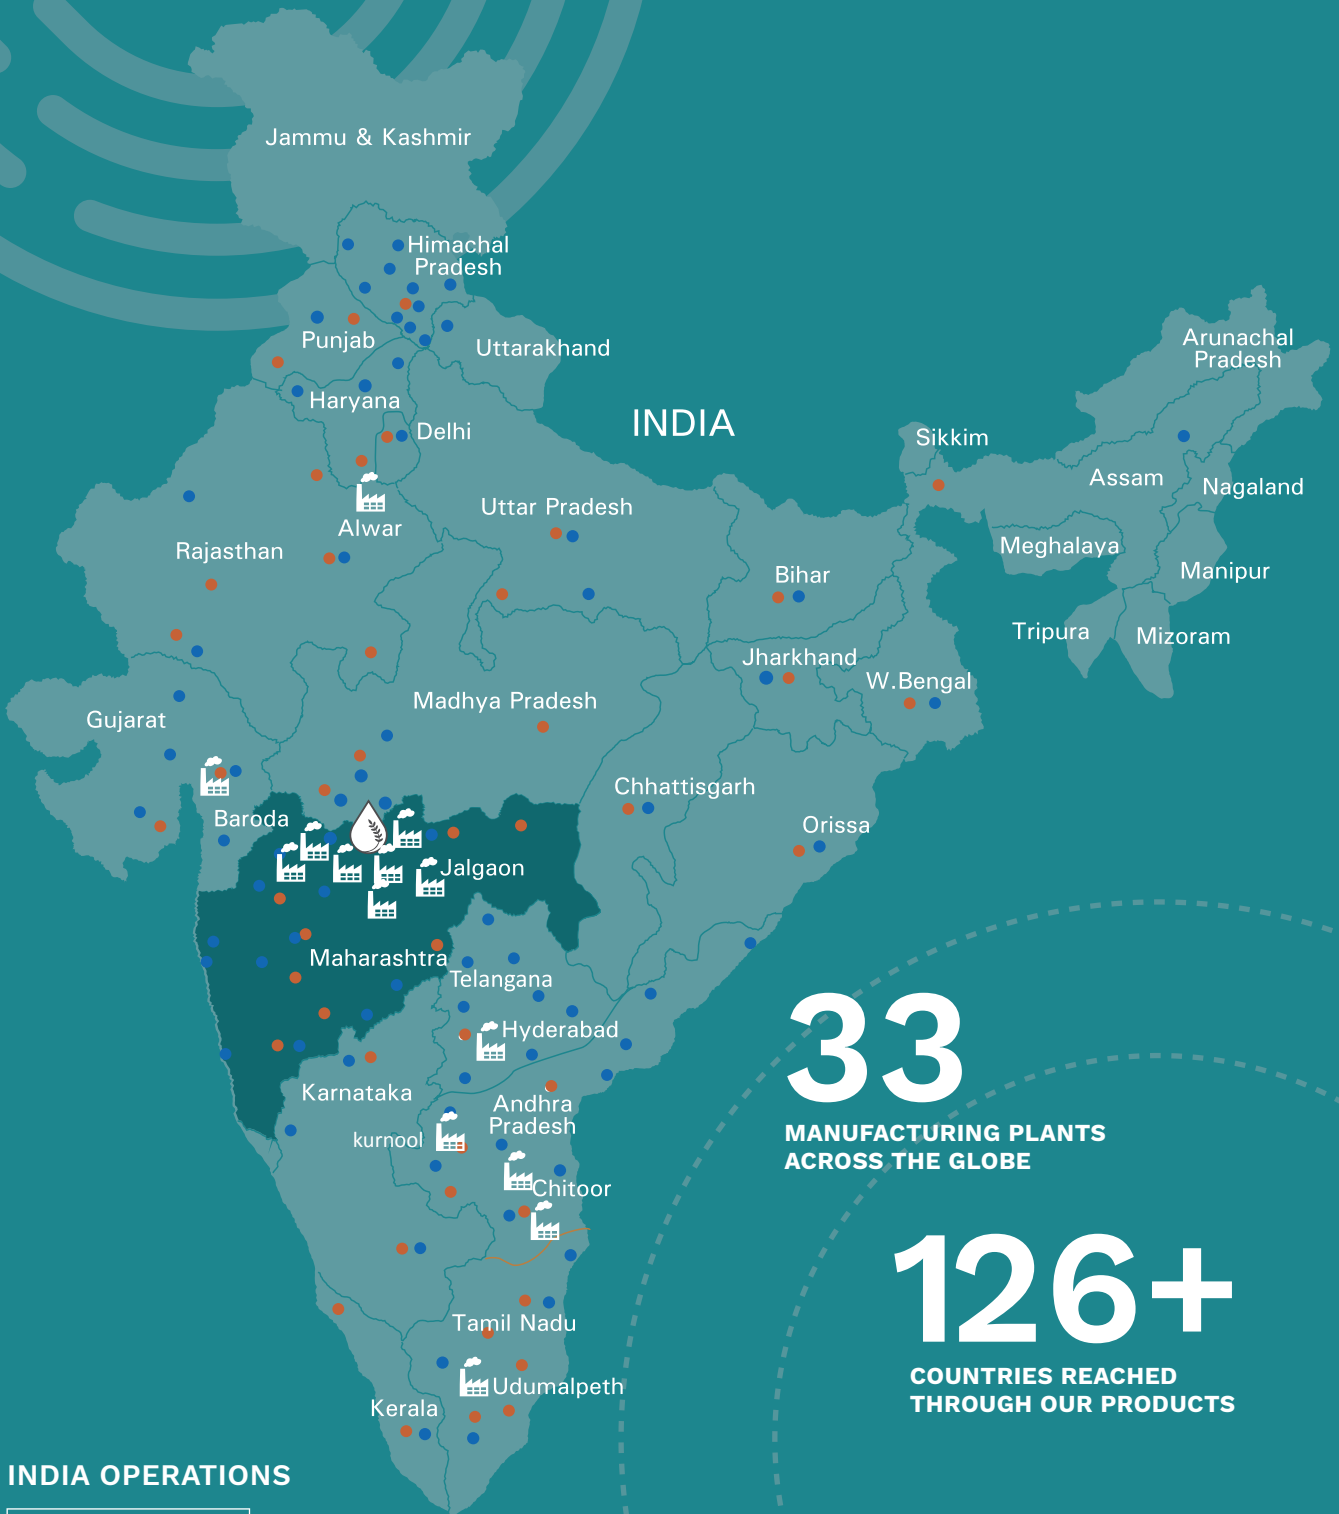 Jammu & Kashmir
Himachal
Pradesh
Punjab
Uttarakhand
Arunachal
Pradesh
Haryana
INDIA
Delhi
Sikkim
Assam
Nagaland
Uttar Pradesh
Alwar
Rajasthan
Meghalaya
Bihar
Manipur
Tripura
Mizoram
Jharkhand
W.Bengal
Madhya Pradesh
Gujarat
Chhattisgarh
Baroda
Orissa
Jalgaon
Maharashtra
Telangana
Hyderabad
33
MANUFACTURING PLANTS
ACROSS THE GLOBE
Karnataka
Andhra
Pradesh
kurnool
Chitoor
126+
COUNTRIES REACHED
THROUGH OUR PRODUCTS
Tamil Nadu
Udumalpeth
Kerala
INDIA OPERATIONS